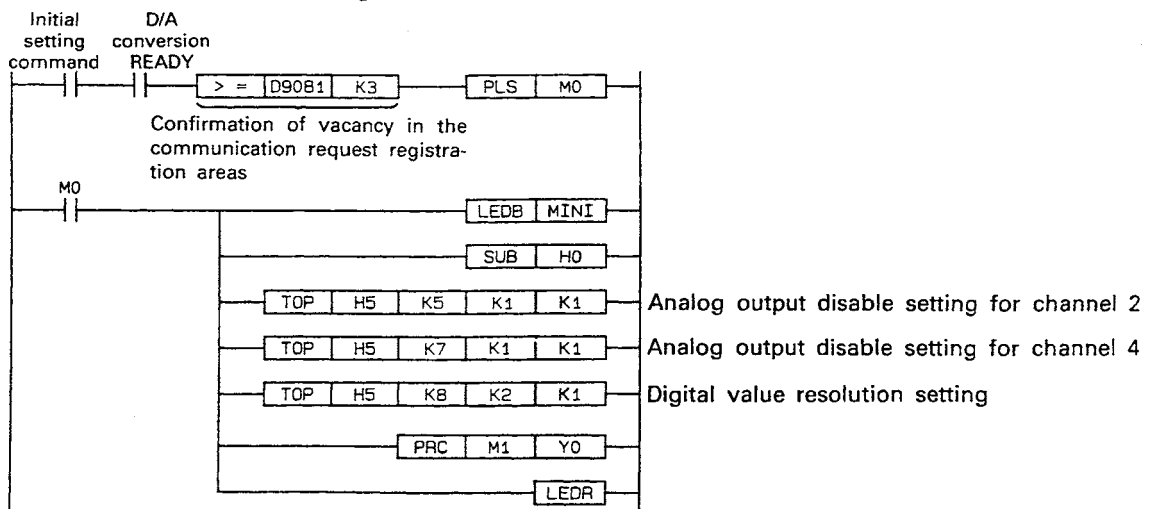 Initial setting command
D/A conversion READY
> = D9081 K3 PLS M0
Confirmation of vacancy in the
communication request registra-
tion areas
M0
LEDB MINI
SUB H0
TOP H5 K5 K1 K1 Analog output disable setting for channel 2
TOP H5 K7 K1 K1 Analog output disable setting for channel 4
TOP H5 K8 K2 K1 Digital value resolution setting
PRC M1 Y0
LEDR